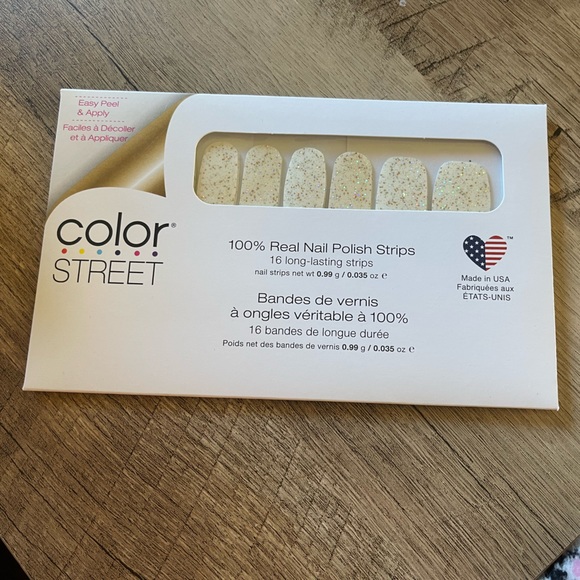 Easy Peel
& Apply
Faciles à Décoller
et à Appliquer
color®
STREET
100% Real Nail Polish Strips
16 long-lasting strips
nail strips net wt 0.99 g / 0.035 oz e
Bandes de vernis
à ongles véritable à 100%
16 bandes de longue durée
Poids net des bandes de vernis 0.99 g / 0.035 oz e
TM
Made in USA
Fabriquées aux
ÉTATS-UNIS